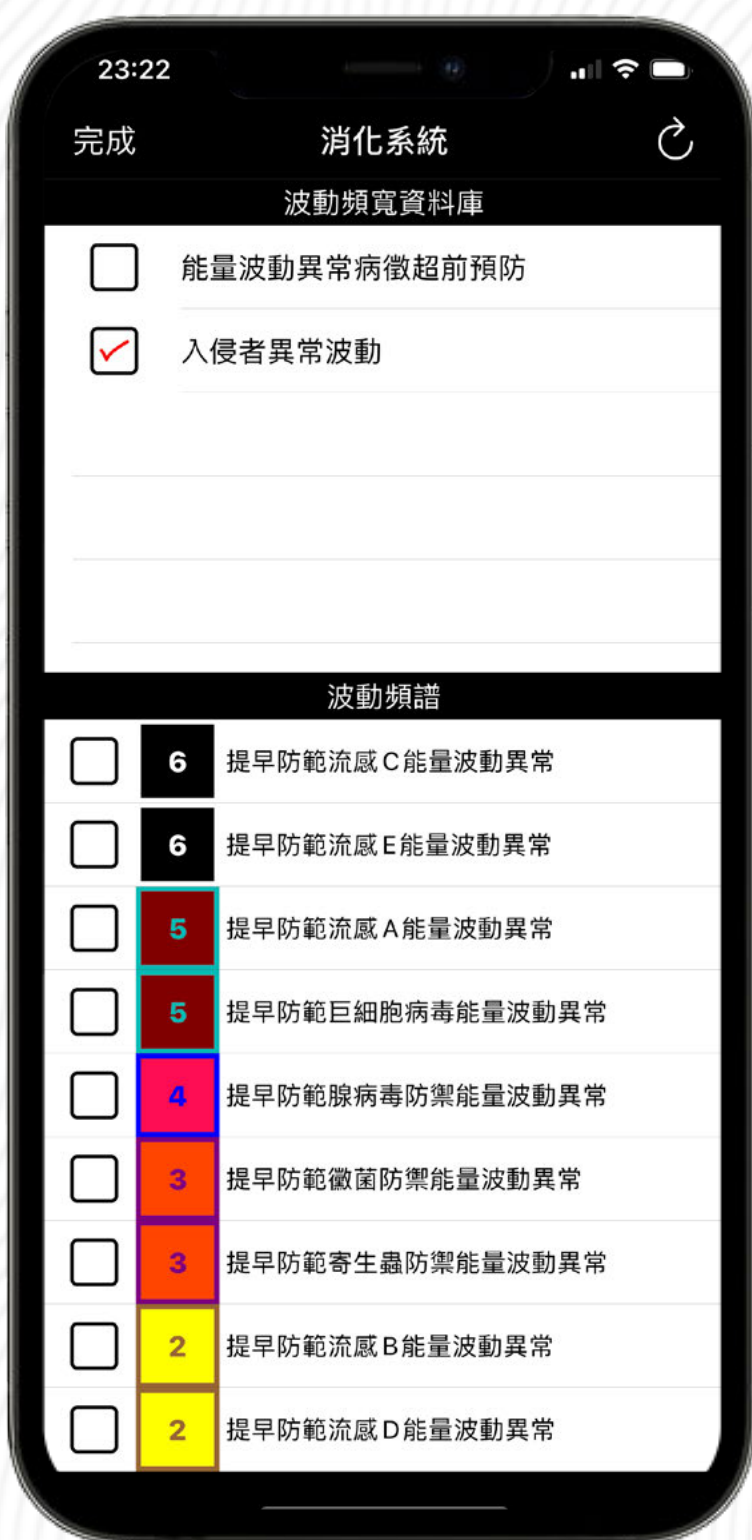 23:22
完成 消化系統
波動頻寬資料庫
能量波動異常病徵超前預防
入侵者異常波動
波動頻譜
6 提早防範流感C能量波動異常
6 提早防範流感E能量波動異常
5 提早防範流感A能量波動異常
5 提早防範巨細胞病毒能量波動異常
4 提早防範腺病毒防禦能量波動異常
3 提早防範黴菌防禦能量波動異常
3 提早防範寄生蟲防禦能量波動異常
2 提早防範流感B能量波動異常
2 提早防範流感D能量波動異常